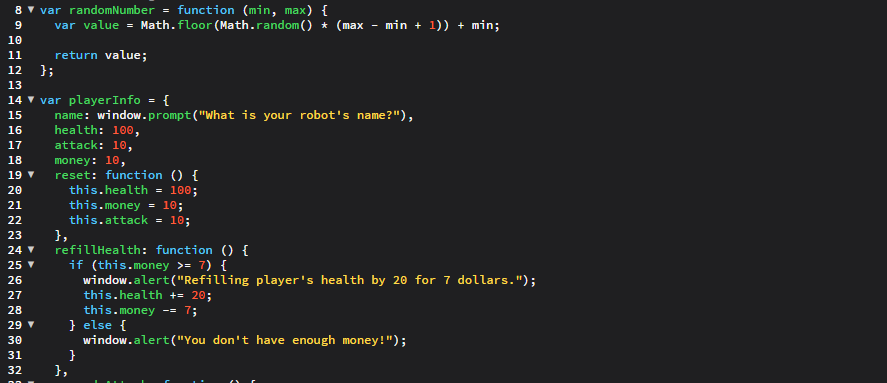 8 var randomNumber = function (min, max) {
9 var value = Math.floor(Math.random() * (max - min + 1)) + min;
10
11 return value;
12 };
13
14 var playerInfo = {
15 name: window.prompt("What is your robot's name?"),
16 health: 100,
17 attack: 10,
18 money: 10,
19 reset: function () {
20 this.health = 100;
21 this.money = 10;
22 this.attack = 10;
23 },
24 refillHealth: function () {
25 if (this.money >= 7) {
26 window.alert("Refilling player's health by 20 for 7 dollars.");
27 this.health += 20;
28 this.money -= 7;
29 } else {
30 window.alert("You don't have enough money!");
31 }
32 },